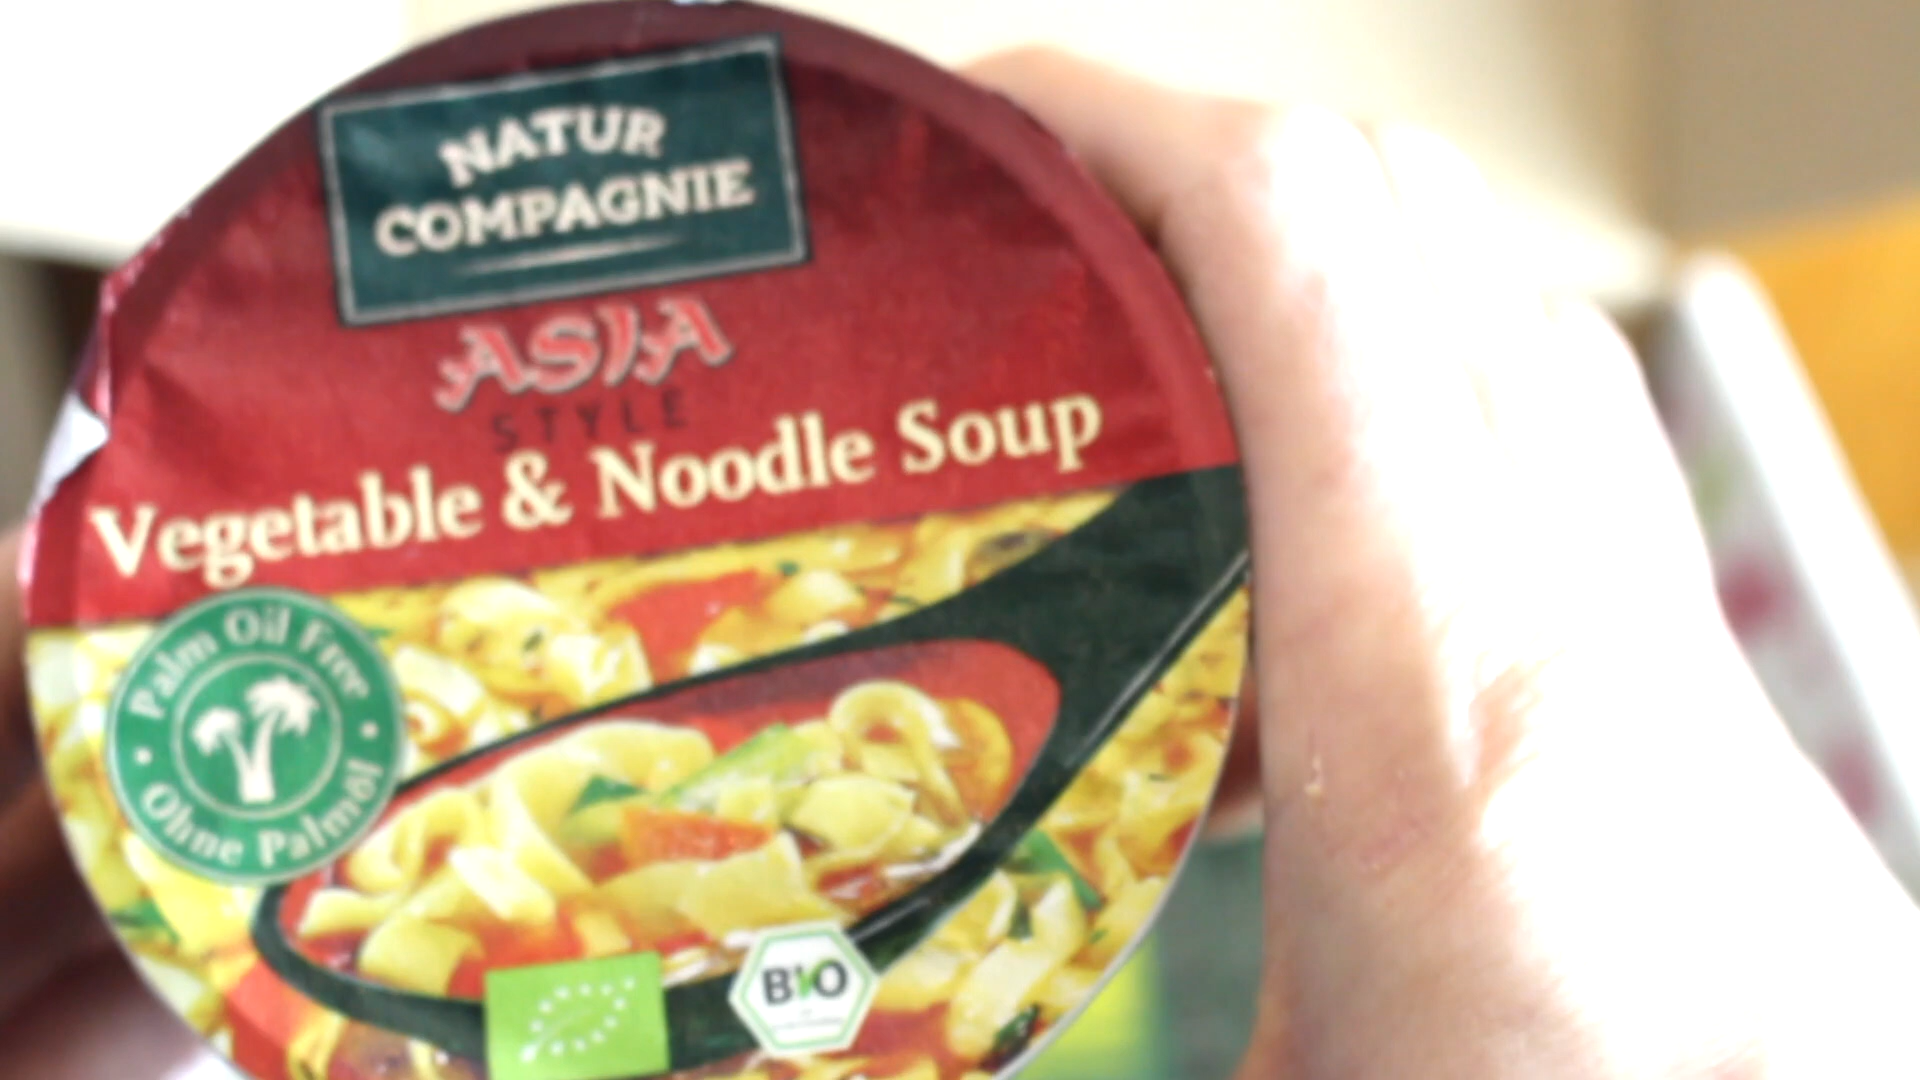 NATUR
COMPAGNIE
ASIA
STYLE
Vegetable & Noodle Soup
Palm Oil Free
Ohne Palmöl
BIO